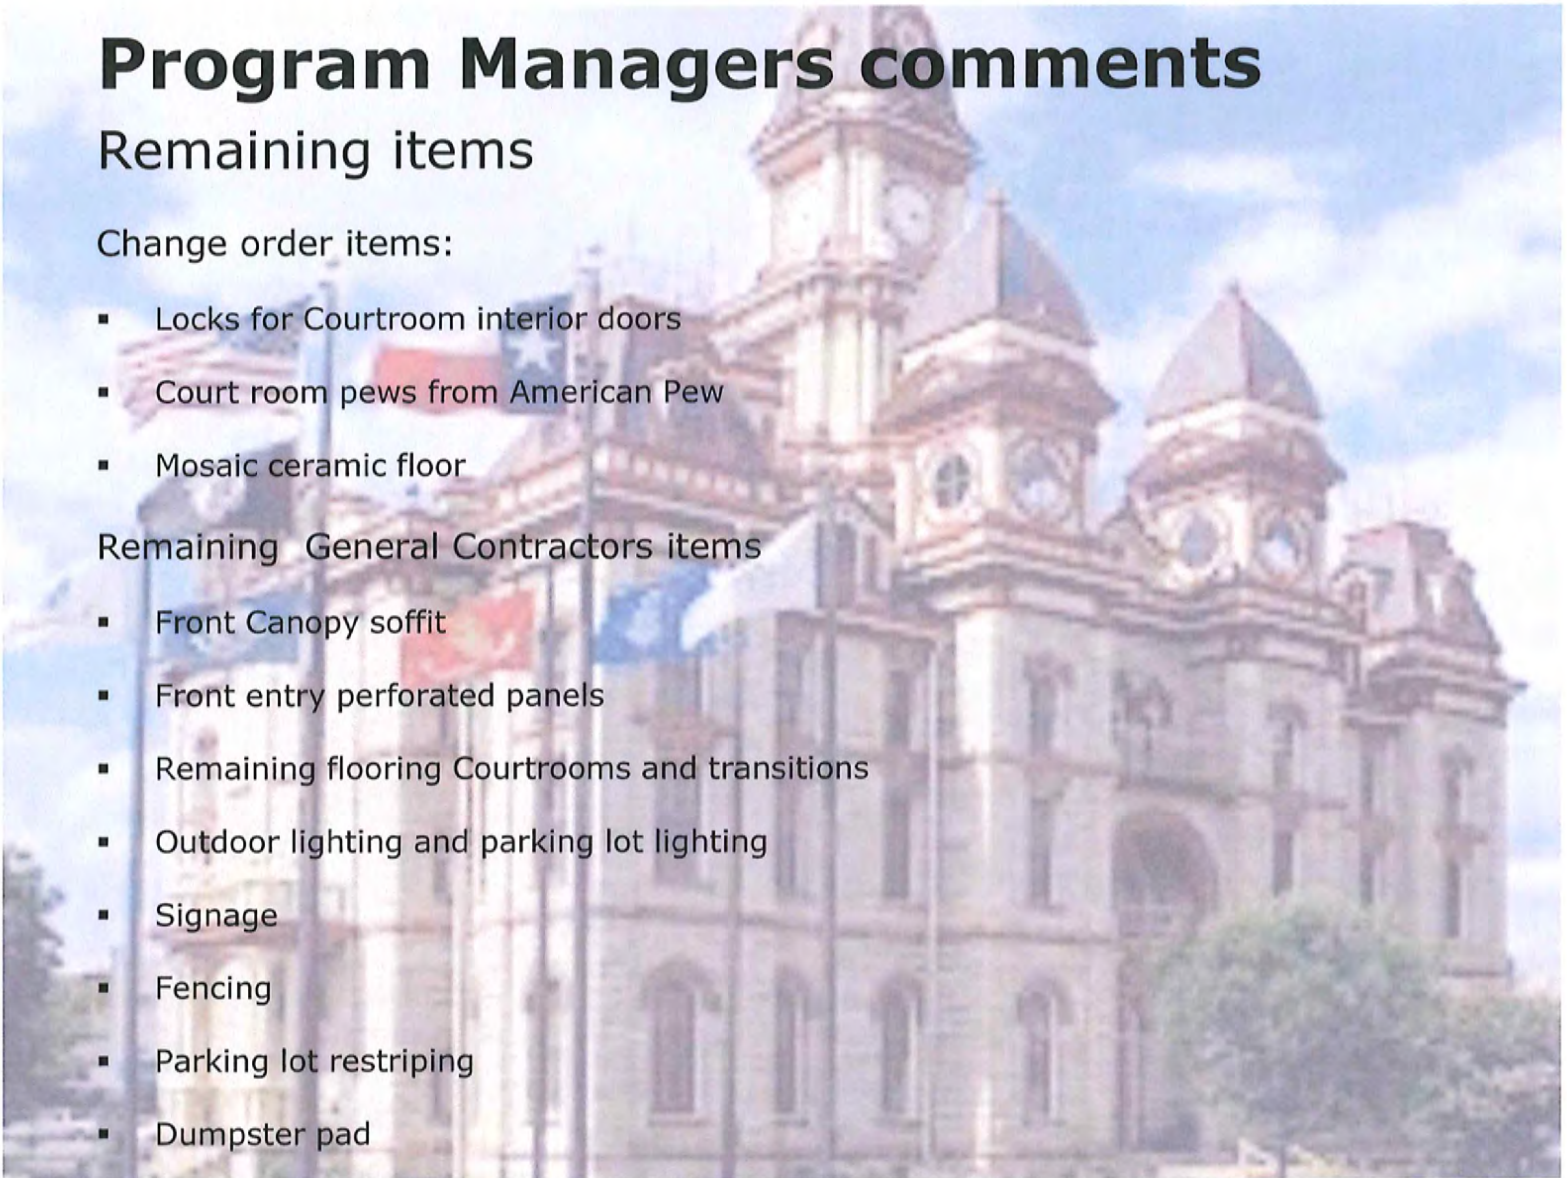 Program Managers comments
Remaining items
Change order items:
▪ Locks for Courtroom interior doors
▪ Court room pews from American Pew
▪ Mosaic ceramic floor
Remaining  General Contractors items
▪ Front Canopy soffit
▪ Front entry perforated panels
▪ Remaining flooring Courtrooms and transitions
▪ Outdoor lighting and parking lot lighting
▪ Signage
▪ Fencing
▪ Parking lot restriping
▪ Dumpster pad